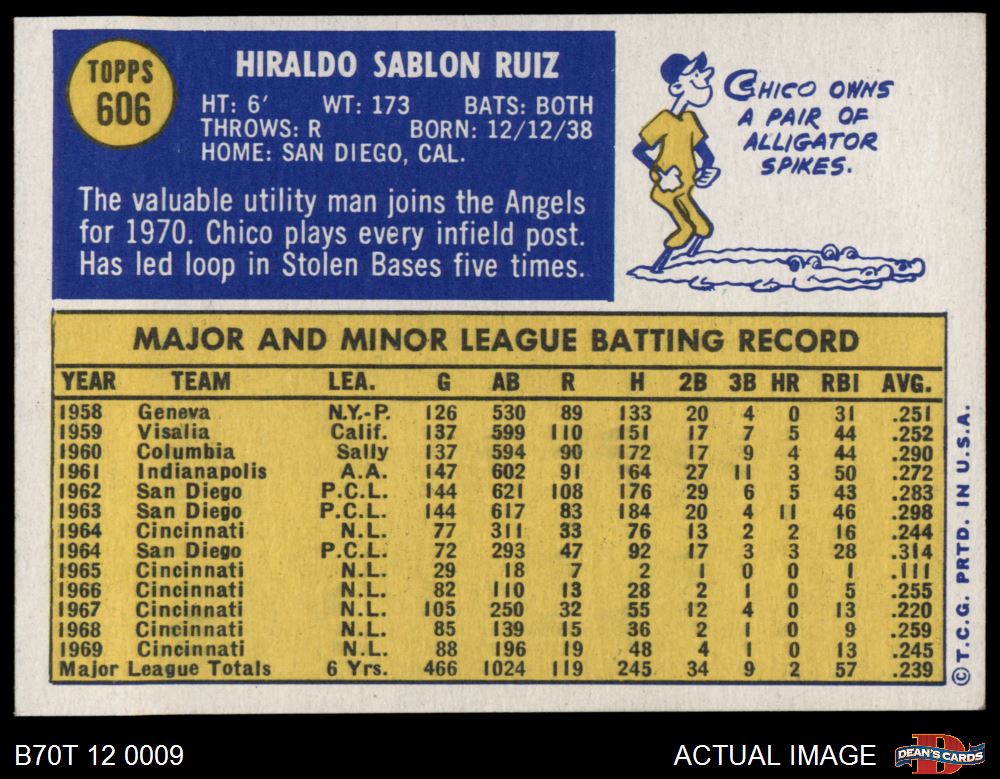 TOPPS
606
HIRALDO SABLON RUIZ
HT: 6' WT: 173 BATS: BOTH
THROWS: R BORN: 12/12/38
HOME: SAN DIEGO, CAL.
The valuable utility man joins the Angels
for 1970. Chico plays every infield post.
Has led loop in Stolen Bases five times.
CHICO OWNS
A PAIR OF
ALLIGATOR
SPIKES.
MAJOR AND MINOR LEAGUE BATTING RECORD
YEAR TEAM LEA. G AB R H 2B 3B HR RBI AVG.
1958 Geneva N.Y.-P. 126 530 89 133 20 4 0 31 .251
1959 Visalia Calif. 137 599 110 151 17 7 5 44 .252
1960 Columbia Sally 137 594 90 172 17 9 4 44 .290
1961 Indianapolis A.A. 147 602 91 164 27 11 3 50 .272
1962 San Diego P.C.L. 144 621 108 176 29 6 5 43 .283
1963 San Diego P.C.L. 144 617 83 184 20 4 11 46 .298
1964 Cincinnati N.L. 77 311 33 76 13 2 2 16 .244
1964 San Diego P.C.L. 72 293 47 92 17 3 3 28 .314
1965 Cincinnati N.L. 29 18 7 2 1 0 0 1 .111
1966 Cincinnati N.L. 82 110 13 28 2 1 0 5 .255
1967 Cincinnati N.L. 105 250 32 55 12 4 0 13 .220
1968 Cincinnati N.L. 85 139 15 36 2 1 0 9 .259
1969 Cincinnati N.L. 88 196 19 48 4 1 0 13 .245
Major League Totals 6 Yrs. 466 1024 119 245 34 9 2 57 .239
© T.C.G. PRTD. IN U.S.A.
B70T 12 0009
ACTUAL IMAGE
DEAN'S CARDS